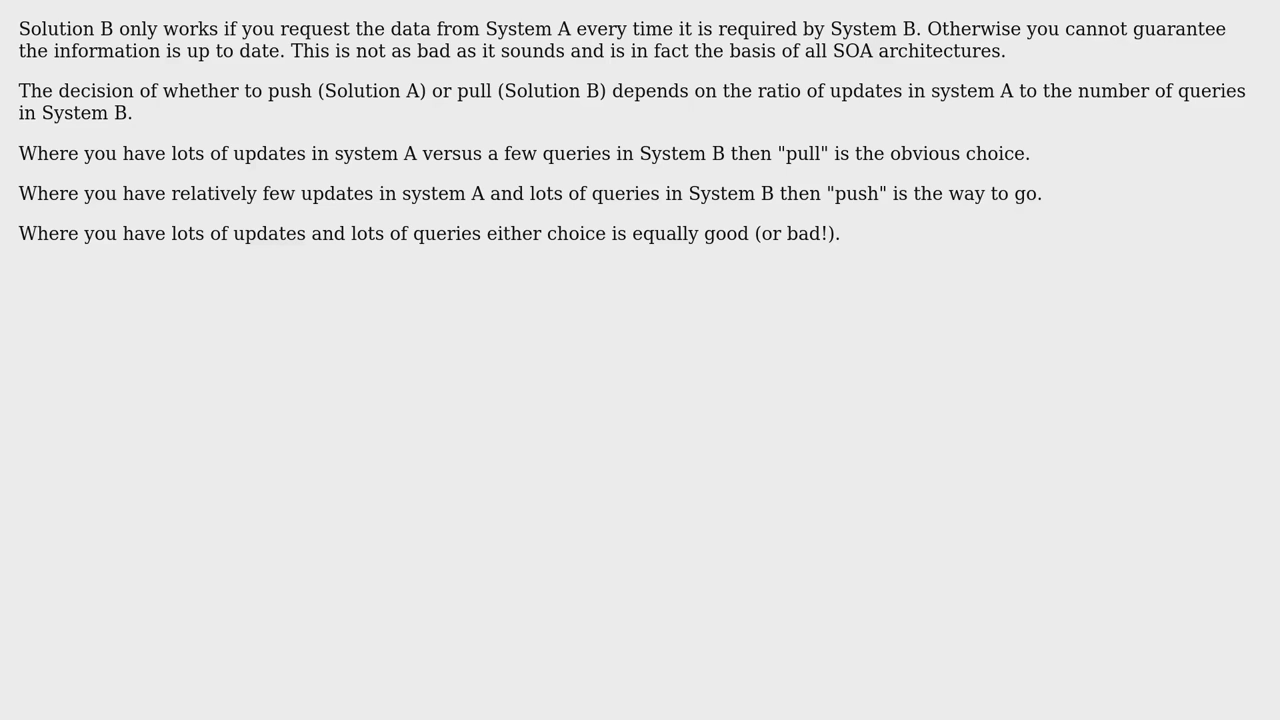 Solution B only works if you request the data from System A every time it is required by System B. Otherwise you cannot guarantee
the information is up to date. This is not as bad as it sounds and is in fact the basis of all SOA architectures.
The decision of whether to push (Solution A) or pull (Solution B) depends on the ratio of updates in system A to the number of queries
in System B.
Where you have lots of updates in system A versus a few queries in System B then "pull" is the obvious choice.
Where you have relatively few updates in system A and lots of queries in System B then "push" is the way to go.
Where you have lots of updates and lots of queries either choice is equally good (or bad!).